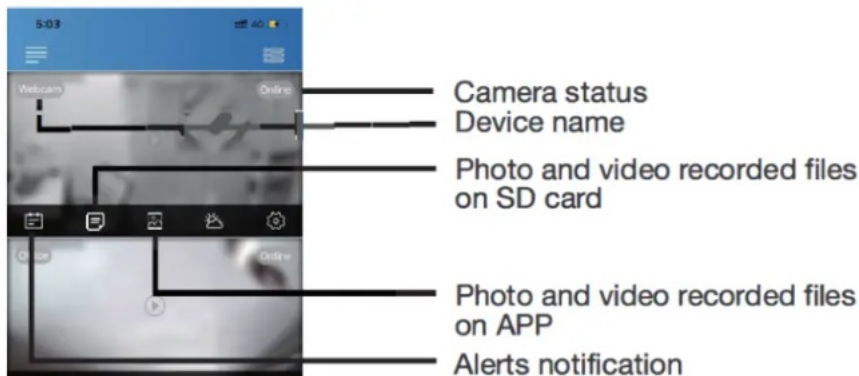 5:03
4G
Webcam
Online
Camera status
Device name
Photo and video recorded files
on SD card
Office
Online
Photo and video recorded files
on APP
Alerts notification